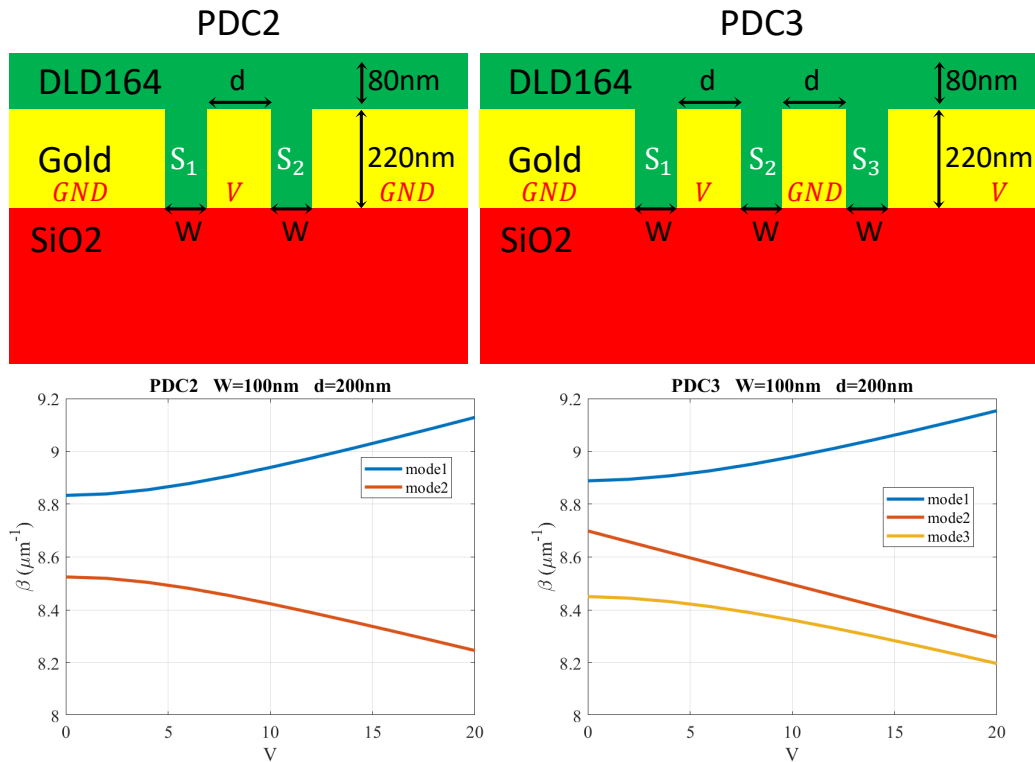 PDC2
DLD164
d
80nm
Gold
S₁
S₂
220nm
GND
V
GND
W
W
SiO2
PDC3
DLD164
d
d
80nm
Gold
S₁
S₂
S₃
220nm
GND
V
GND
V
W
W
W
SiO2
PDC2 W=100nm d=200nm
9.2
9
8.8
8.6
8.4
8.2
8
β (μm⁻¹)
mode1
mode2
0
5
10
15
20
V
PDC3 W=100nm d=200nm
9.2
9
8.8
8.6
8.4
8.2
8
β (μm⁻¹)
mode1
mode2
mode3
0
5
10
15
20
V